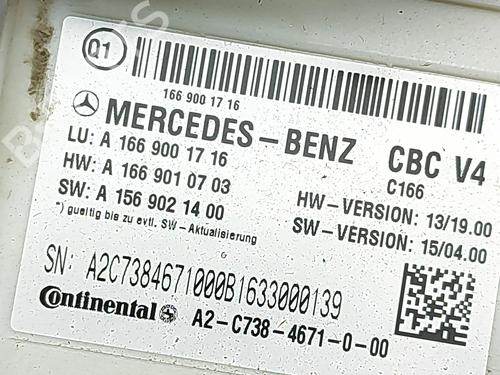 Q1
166 900 17 16
MERCEDES-BENZ CBC V4
C166
LU: A 166 900 17 16
HW: A 166 901 07 03
HW-VERSION: 13/19.00
SW: A 156 902 14 00
SW-VERSION: 15/04.00
*) gueltig bis zu evtl. SW-Aktualisierung
SN: A2C7384671000B1633000139
Continental
A2-C738-4671-0-00